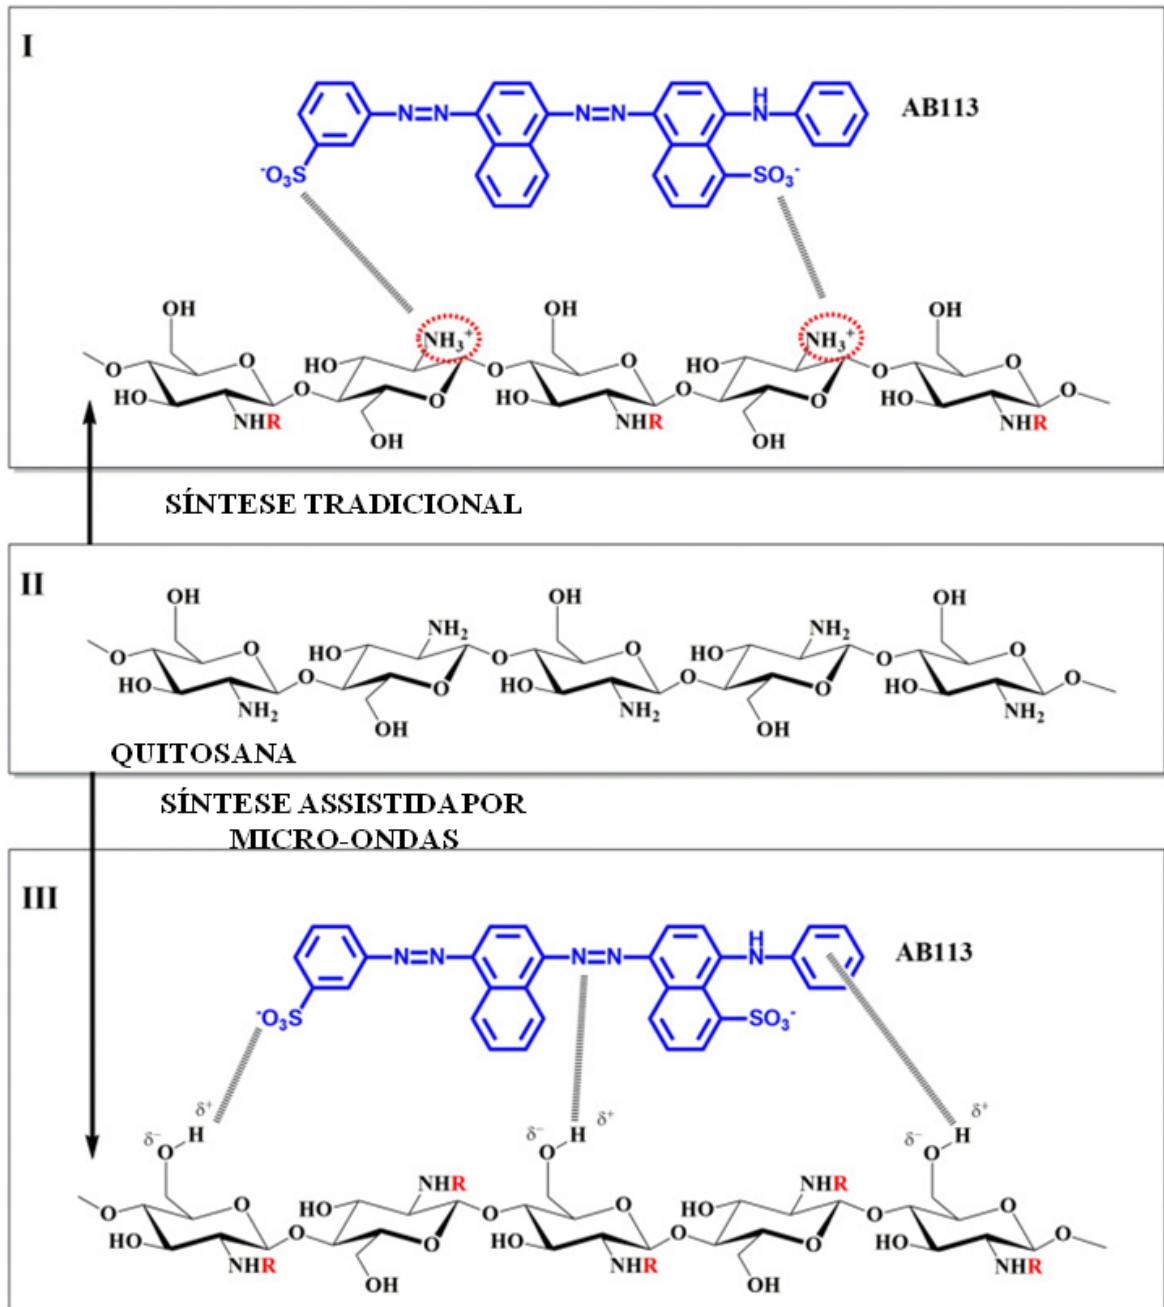 I
N=N
N=N
H
N
AB113
⁻O₃S
SO₃⁻
OH
OH
OH
NH₃⁺
NH₃⁺
HO
HO
O
O
O
O
O
O
O
O
O
O
O
HO
HO
HO
NHR
NHR
NHR
OH
OH
SÍNTESE TRADICIONAL
II
OH
OH
OH
NH₂
NH₂
HO
HO
O
O
O
O
O
O
O
O
O
O
O
HO
HO
HO
NH₂
NH₂
NH₂
OH
OH
QUITOSANA
SÍNTESE ASSISTIDAPOR
MICRO-ONDAS
III
N=N
N=N
H
N
AB113
⁻O₃S
SO₃⁻
δ⁺
δ⁺
δ⁺
δ⁻
H
δ⁻
H
δ⁻
H
O
O
O
NHR
NHR
HO
HO
O
O
O
O
O
O
O
O
O
O
O
HO
HO
HO
NHR
NHR
NHR
OH
OH